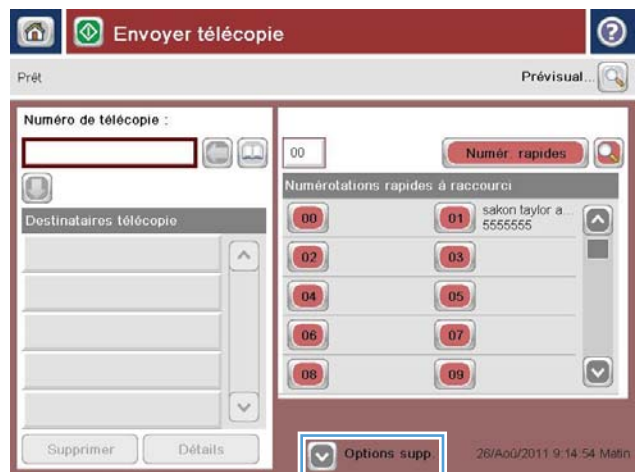 Envoyer télécopie
Prêt
Prévisual...
Numéro de télécopie :
00
Numér. rapides
Numérotations rapides à raccourci
Destinataires télécopie
00
01
sakon taylor a...
5555555
02
03
04
05
06
07
08
09
Supprimer
Détails
Options supp.
26/Aoû/2011 9:14:54 Matin